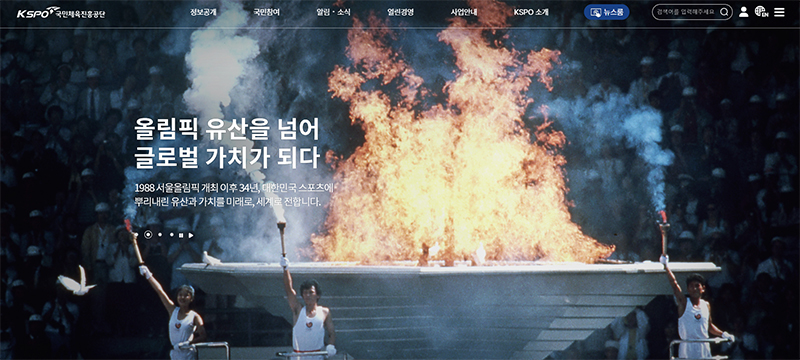 KSPO 국민체육진흥공단
정보공개 국민참여 알림·소식 열린경영 사업안내 KSPO 소개
뉴스룸
검색어를 입력해주세요
EN
올림픽 유산을 넘어
글로벌 가치가 되다
1988 서울올림픽 개최 이후 34년, 대한민국 스포츠에
뿌리내린 유산과 가치를 미래로, 세계로 전합니다.